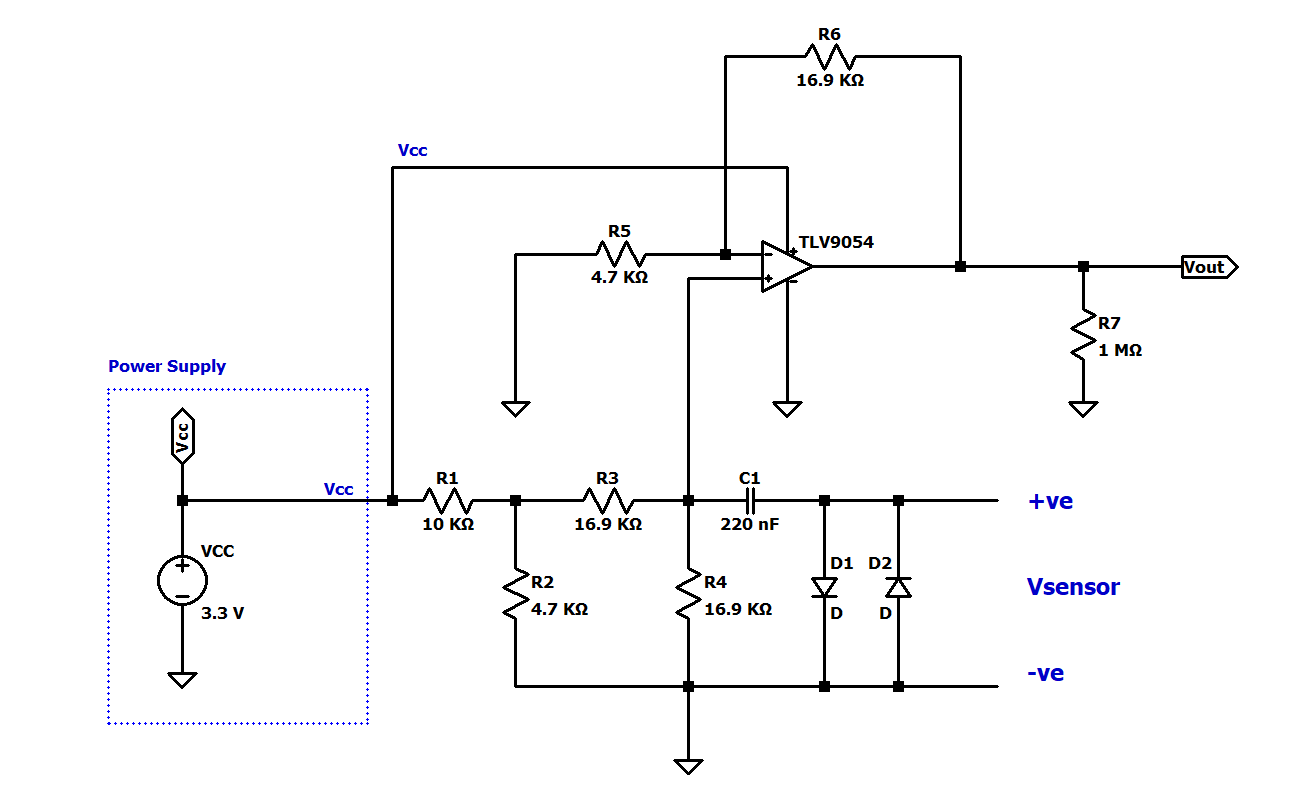 R6
16.9 KΩ
Vcc
R5
4.7 KΩ
TLV9054
Vout
R7
1 MΩ
Power Supply
Vcc
Vcc
VCC
3.3 V
R1
10 KΩ
R3
16.9 KΩ
C1
220 nF
+ve
R2
4.7 KΩ
R4
16.9 KΩ
D1
D
D2
D
Vsensor
-ve